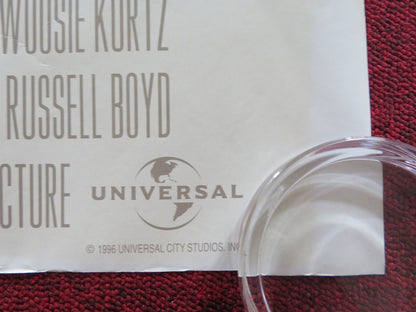 WOOSIE KURTZ
RUSSELL BOYD
CTURE UNIVERSAL
© 1996 UNIVERSAL CITY STUDIOS, INC